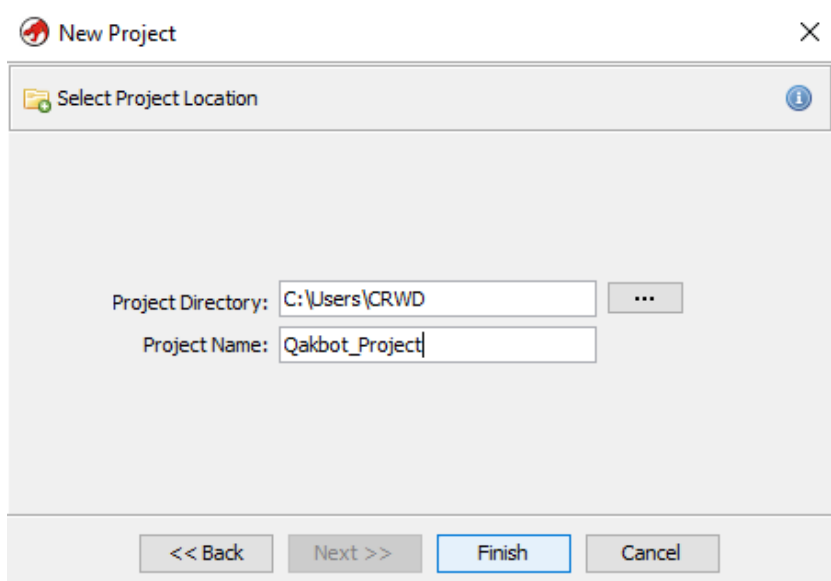 New Project
Select Project Location
Project Directory: C:\Users\CRWD ...
Project Name: Qakbot_Project
<< Back Next >> Finish Cancel